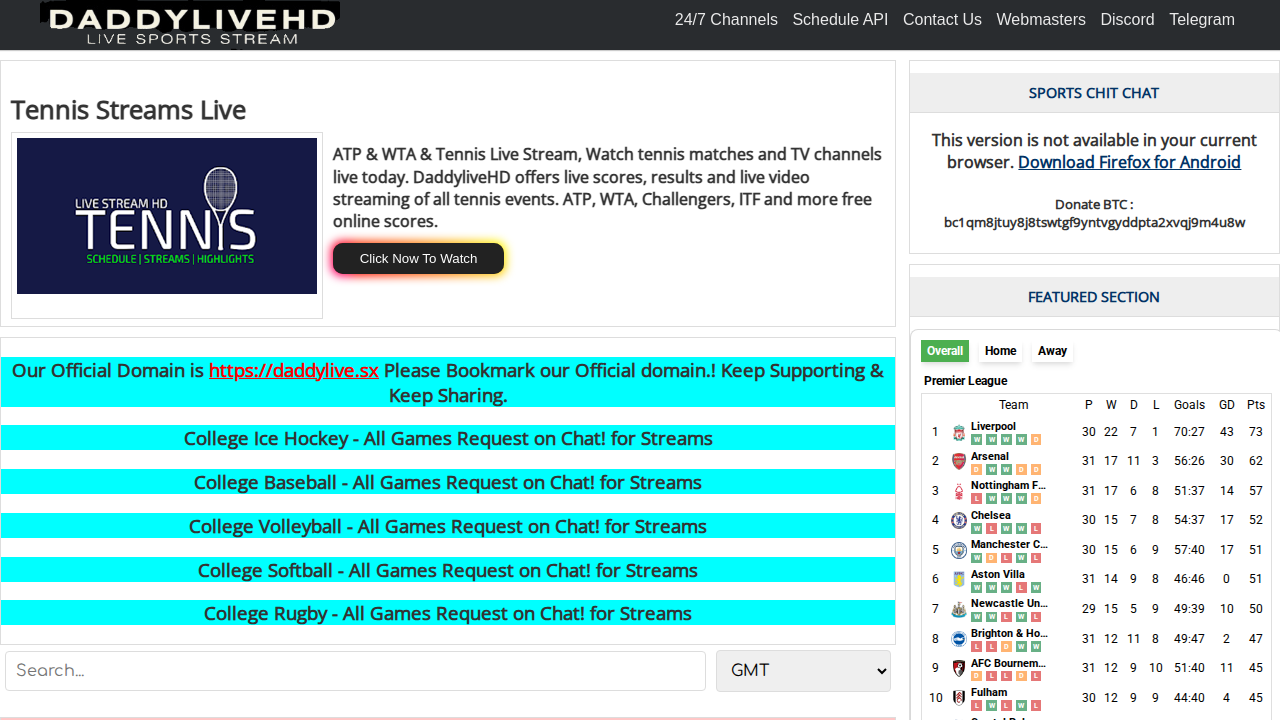 DADDYLIVEHD
LIVE SPORTS STREAM
24/7 Channels Schedule API Contact Us Webmasters Discord Telegram
Tennis Streams Live
LIVE STREAM HD
TENNIS
SCHEDULE | STREAMS | HIGHLIGHTS
ATP & WTA & Tennis Live Stream, Watch tennis matches and TV channels
live today. DaddyliveHD offers live scores, results and live video
streaming of all tennis events. ATP, WTA, Challengers, ITF and more free
online scores.
Click Now To Watch
Our Official Domain is https://daddylive.sx Please Bookmark our Official domain.! Keep Supporting &
Keep Sharing.
College Ice Hockey - All Games Request on Chat! for Streams
College Baseball - All Games Request on Chat! for Streams
College Volleyball - All Games Request on Chat! for Streams
College Softball - All Games Request on Chat! for Streams
College Rugby - All Games Request on Chat! for Streams
Search...
GMT
SPORTS CHIT CHAT
This version is not available in your current
browser. Download Firefox for Android
Donate BTC :
bc1qm8jtuy8j8tswtgf9yntvgyddpta2xvqj9m4u8w
FEATURED SECTION
Overall Home Away
Premier League
Team P W D L Goals GD Pts
1 Liverpool 30 22 7 1 70:27 43 73
W W W W D
2 Arsenal 31 17 11 3 56:26 30 62
D W W D D
3 Nottingham F... 31 17 6 8 51:37 14 57
L W W W D
4 Chelsea 30 15 7 8 54:37 17 52
W L W W L
5 Manchester C... 30 15 6 9 57:40 17 51
W D L W L
6 Aston Villa 31 14 9 8 46:46 0 51
W W W L W
7 Newcastle Un... 29 15 5 9 49:39 10 50
W W L W L
8 Brighton & Ho... 31 12 11 8 49:47 2 47
L L D W W
9 AFC Bournem... 31 12 9 10 51:40 11 45
D L L D L
10 Fulham 30 12 9 9 44:40 4 45
L W L W L